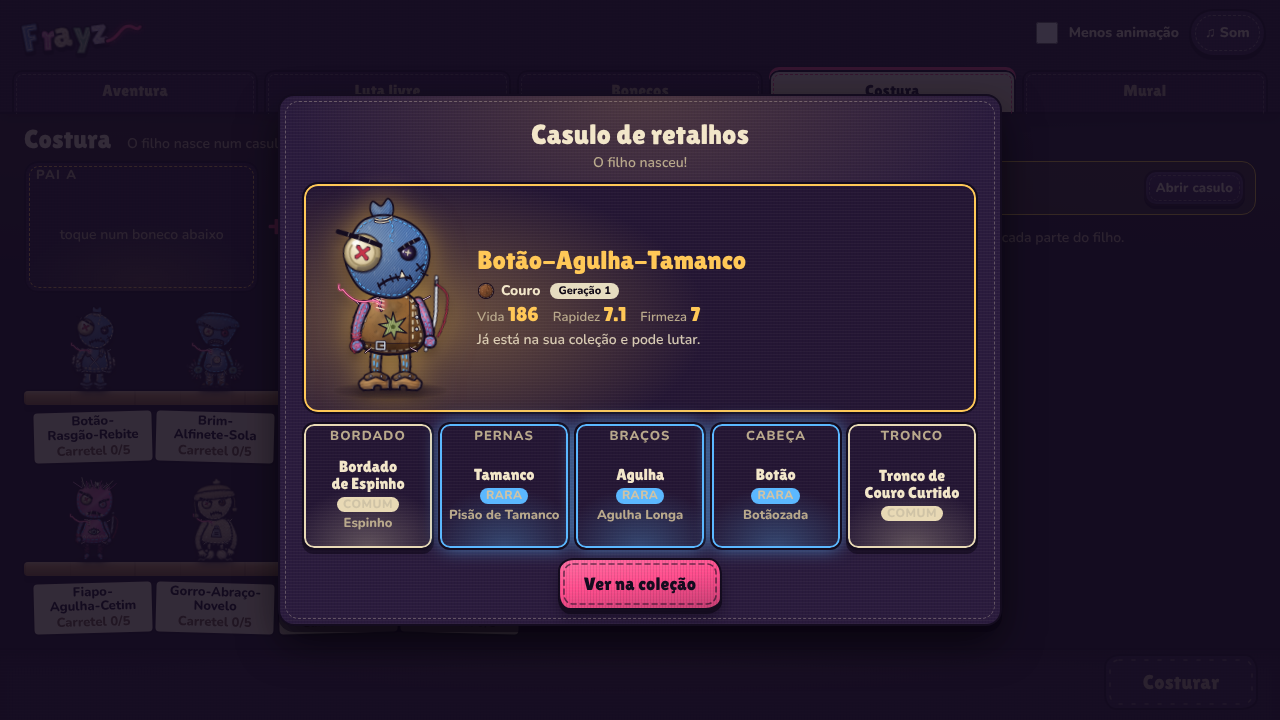 Frayz
Menos animação
♫ Som
Aventura
Luta livre
Bonecos
Costura
Mural
Costura
O filho nasce num casul
PAI A
toque num boneco abaixo
Abrir casulo
cada parte do filho.
Casulo de retalhos
O filho nasceu!
Botão-Agulha-Tamanco
Couro
Geração 1
Vida 186 Rapidez 7.1 Firmeza 7
Já está na sua coleção e pode lutar.
BORDADO
Bordado
de Espinho
COMUM
Espinho
PERNAS
Tamanco
RARA
Pisão de Tamanco
BRAÇOS
Agulha
RARA
Agulha Longa
CABEÇA
Botão
RARA
Botãozada
TRONCO
Tronco de
Couro Curtido
COMUM
Ver na coleção
Botão-
Rasgão-Rebite
Carretel 0/5
Brim-
Alfinete-Sola
Carretel 0/5
Fiapo-
Agulha-Cetim
Carretel 0/5
Gorro-Abraço-
Novelo
Carretel 0/5
Costurar